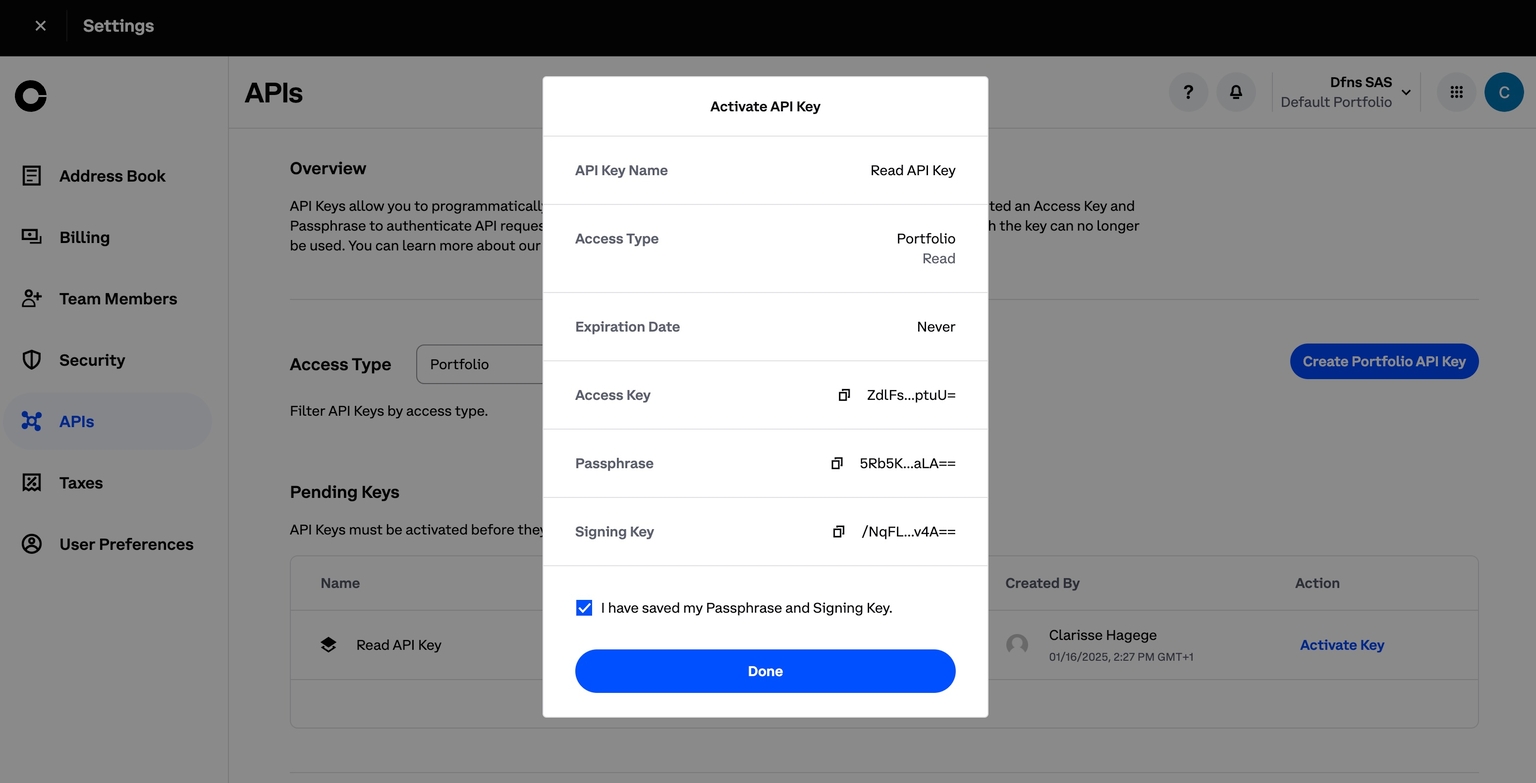 Settings
APIs
?
Dfns SAS
Default Portfolio
C
Address Book
Billing
Team Members
Security
APIs
Taxes
User Preferences
Overview
API Keys allow you to programmatically
ted an Access Key and
Passphrase to authenticate API reques
h the key can no longer
be used. You can learn more about our
Access Type
Portfolio
Create Portfolio API Key
Filter API Keys by access type.
Pending Keys
API Keys must be activated before they
Name
Created By
Action
Read API Key
Clarisse Hagege
01/16/2025, 2:27 PM GMT+1
Activate Key
Activate API Key
API Key Name
Read API Key
Access Type
Portfolio
Read
Expiration Date
Never
Access Key
ZdlFs...ptuU=
Passphrase
5Rb5K...aLA==
Signing Key
/NqFL...v4A==
I have saved my Passphrase and Signing Key.
Done